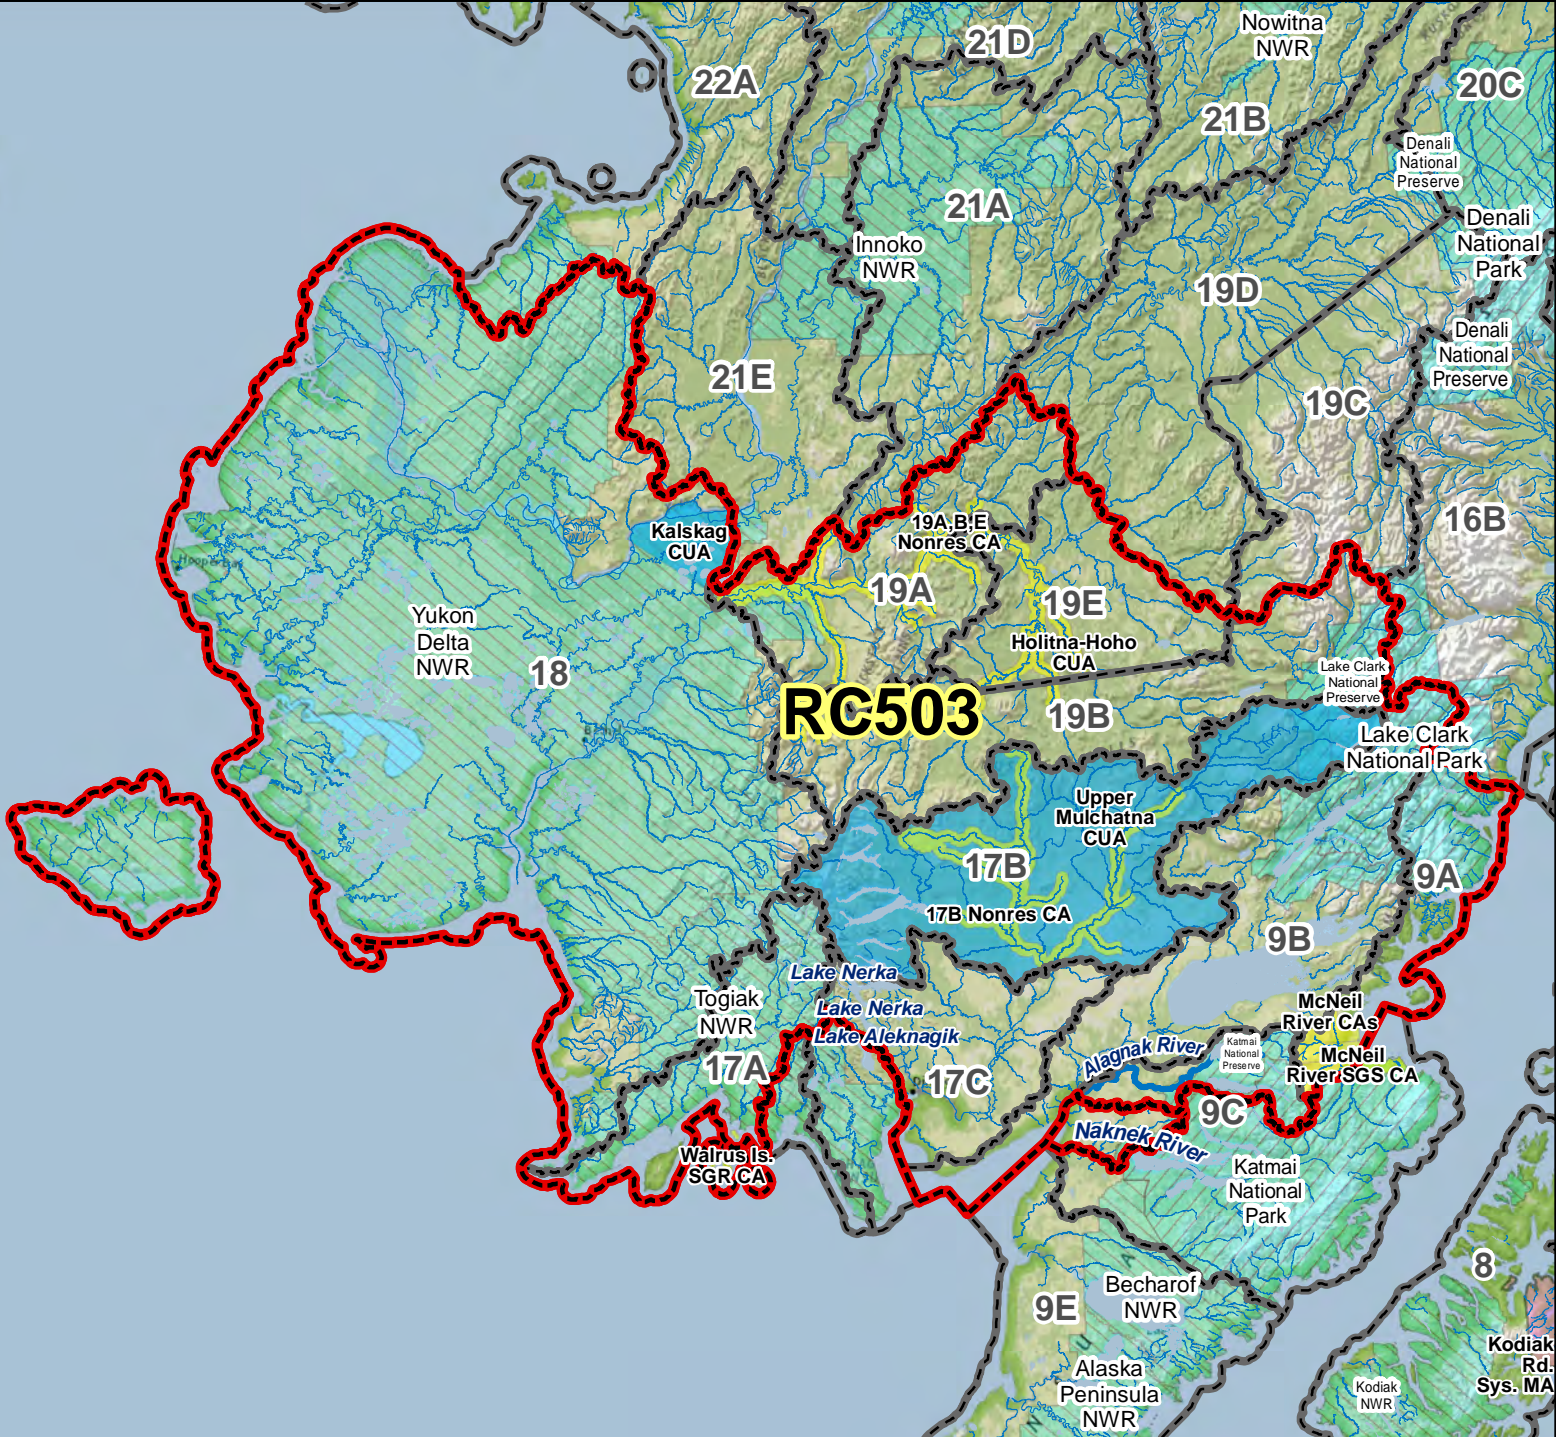 21D
Nowitna
NWR
22A
20C
21B
Denali
National
Preserve
21A
Denali
National
Park
Innoko
NWR
19D
Denali
National
Preserve
21E
19C
16B
Kalskag
CUA
19A,B,E
Nonres CA
Hooper Bay
19A
19E
Yukon
Delta
NWR
18
Holitna-Hoho
CUA
Lake Clark
National
Preserve
RC503
19B
Bethel
Lake Clark
National Park
Upper
Mulchatna
CUA
17B
9A
17B Nonres CA
9B
Lake Nerka
Togiak
NWR
Lake Nerka
McNeil
River CAs
Lake Aleknagik
Alagnak River
Katmai
National
Preserve
McNeil
River SGS CA
17A
17C
9C
Naknek River
Walrus Is.
SGR CA
Katmai
National
Park
8
Becharof
NWR
9E
Kodiak
Rd.
Sys. MA
Alaska
Peninsula
NWR
Kodiak
NWR